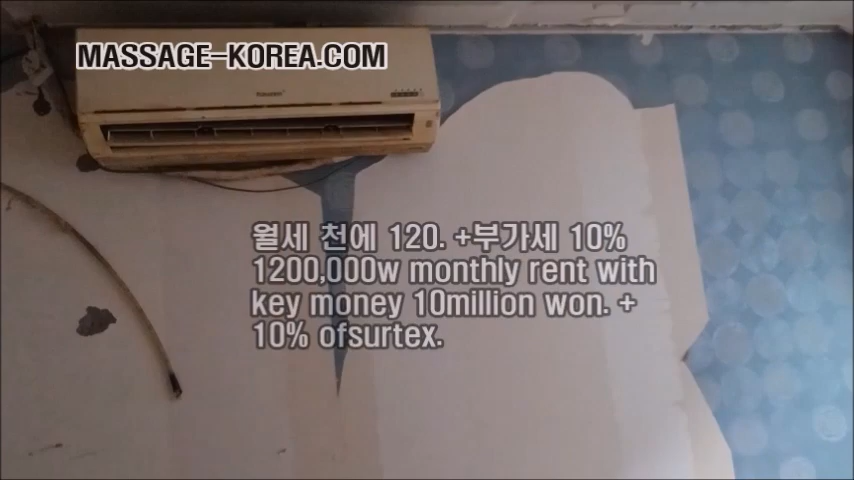 MASSAGE-KOREA.COM
월세 천에 120. +부가세 10%
1200,000w monthly rent with
key money 10million won. +
10% ofsurtex.